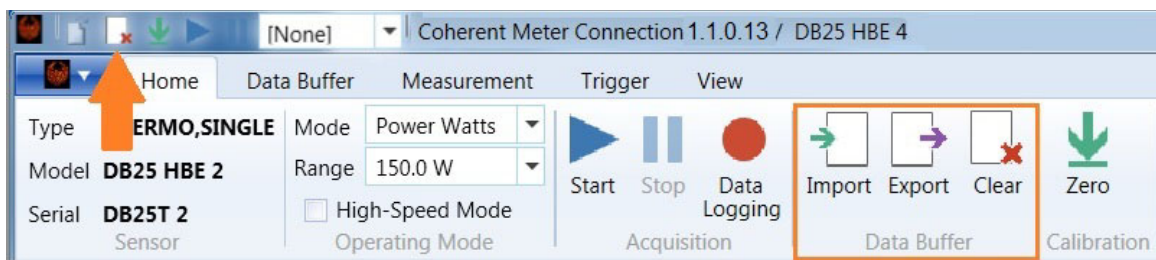 [None] Coherent Meter Connection 1.1.0.13 / DB25 HBE 4
Home Data Buffer Measurement Trigger View
Type ERMO,SINGLE
Model DB25 HBE 2
Serial DB25T 2
Sensor
Mode Power Watts
Range 150.0 W
High-Speed Mode
Operating Mode
Start Stop Data
Logging
Acquisition
Import Export Clear
Data Buffer
Zero
Calibration